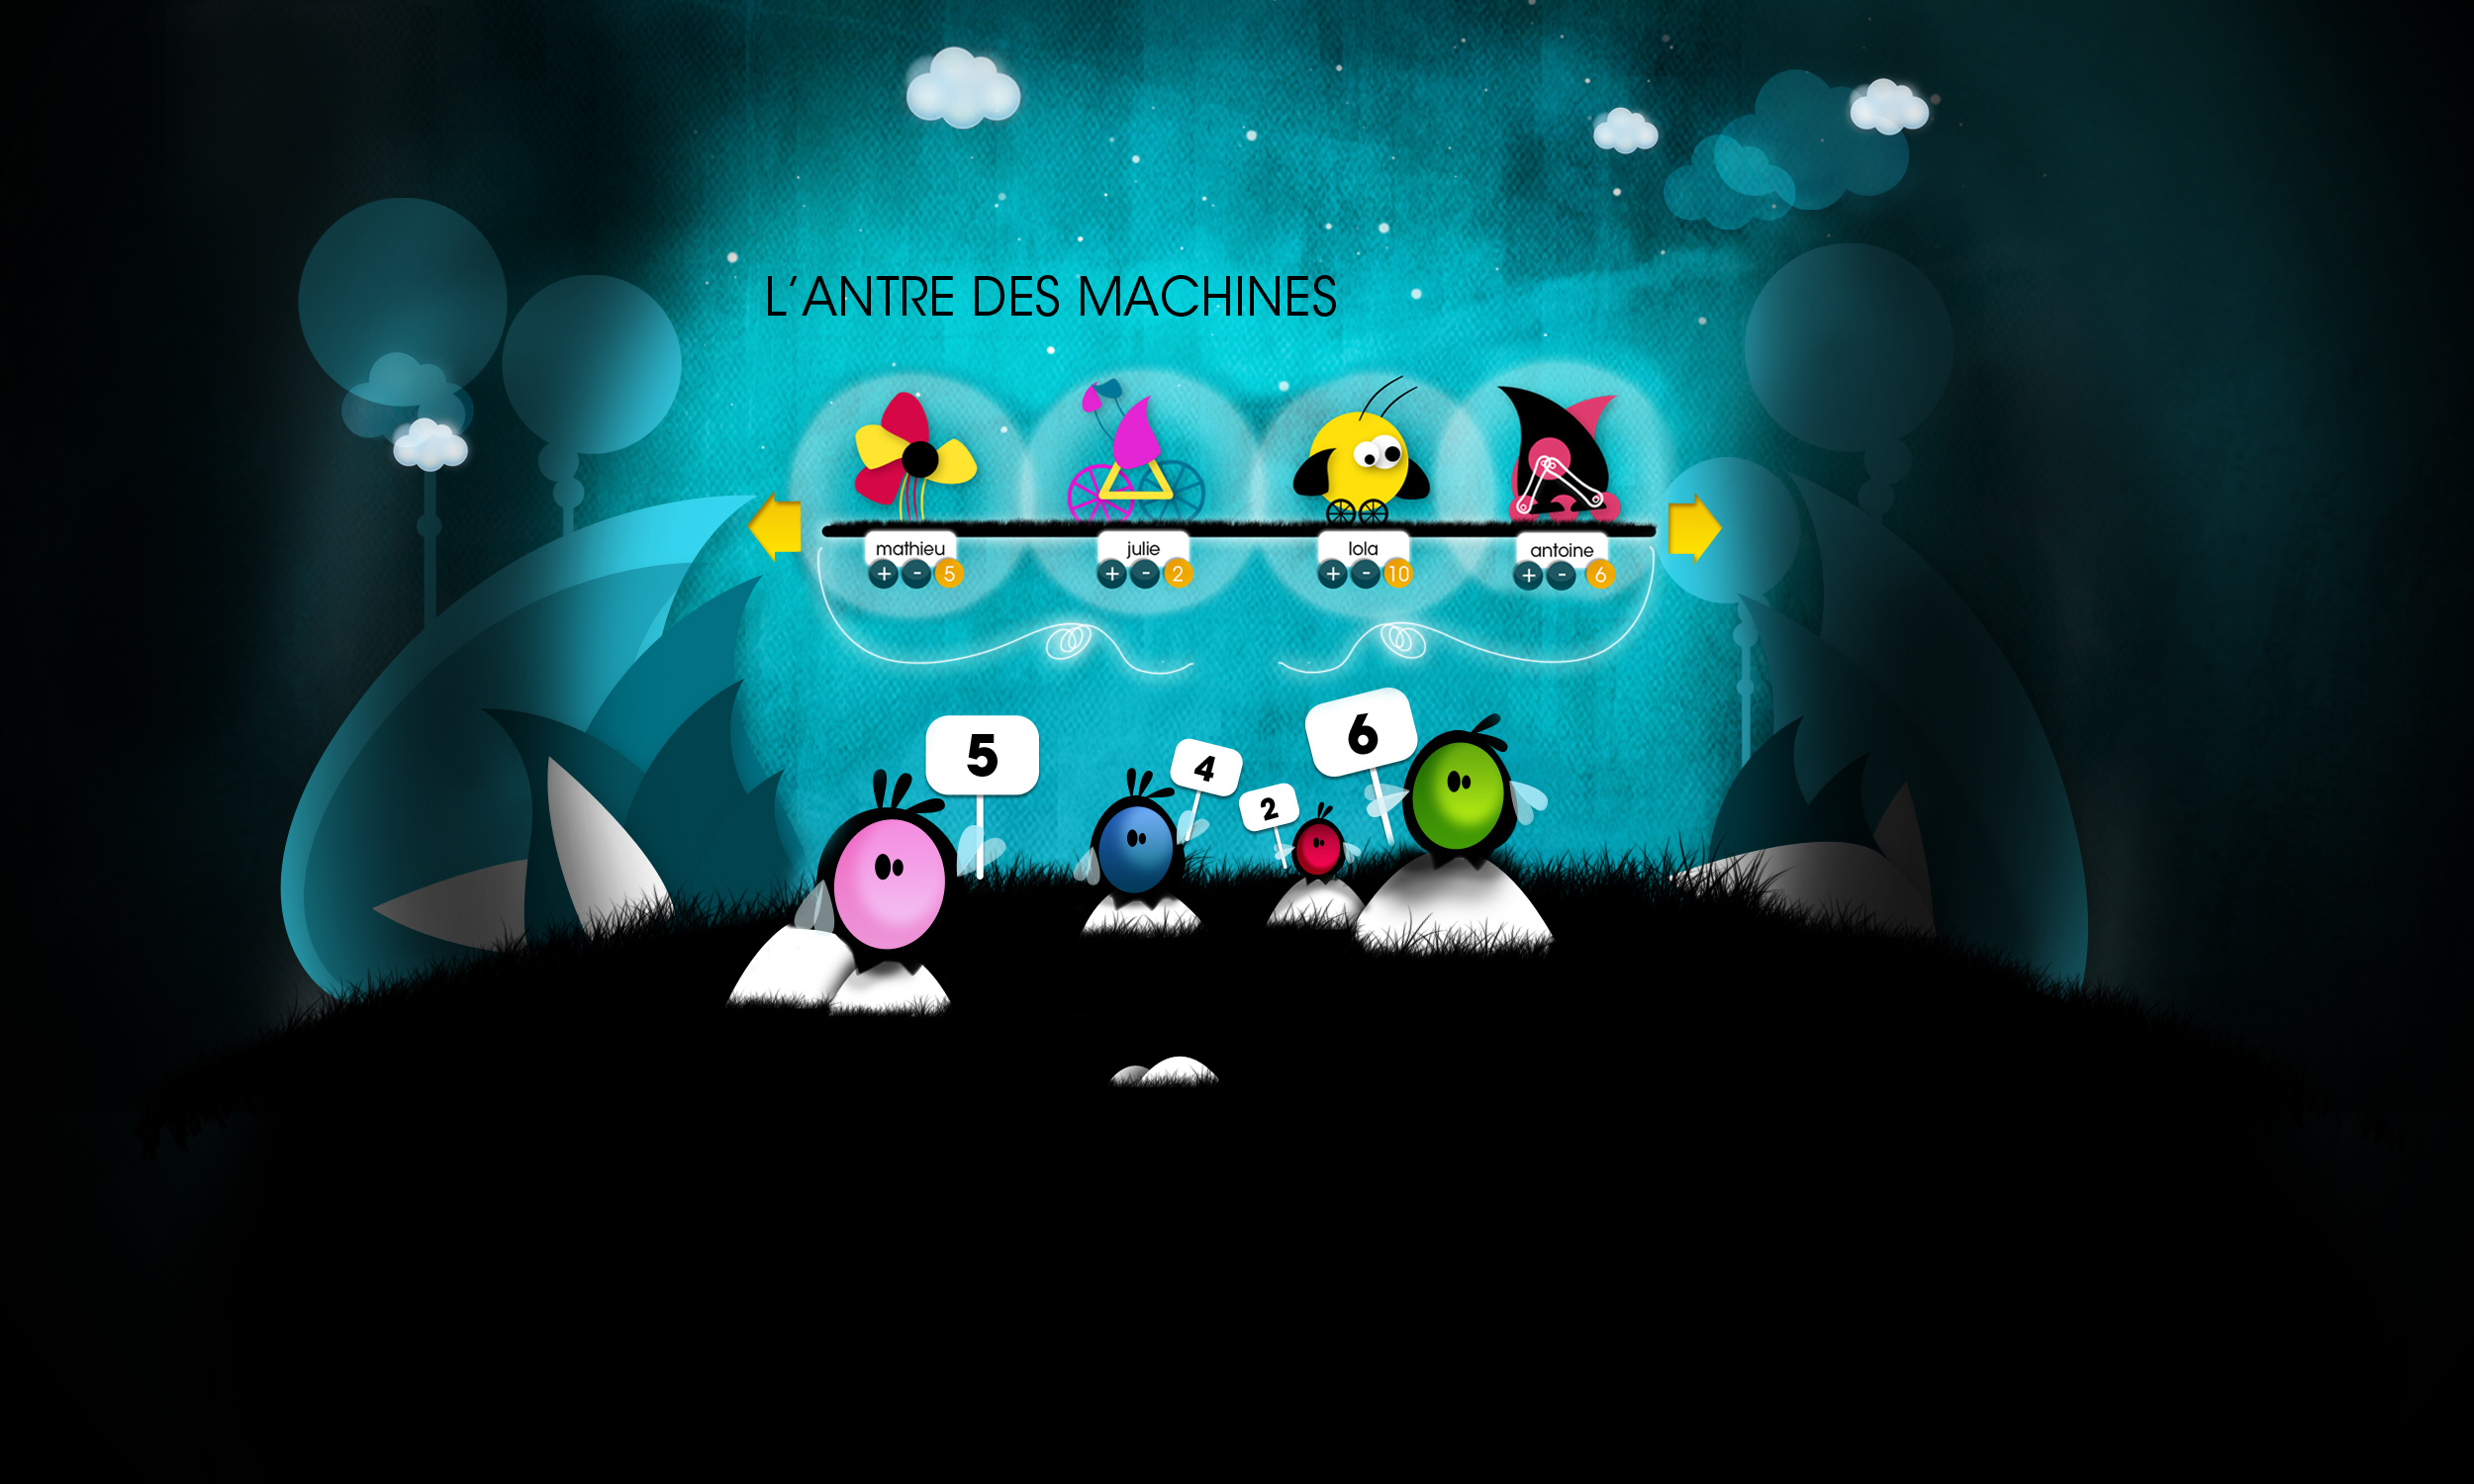 L'ANTRE DES MACHINES
mathieu julie lola antoine
+ - 5 + - 2 + - 10 + - 6
5 4 2 6